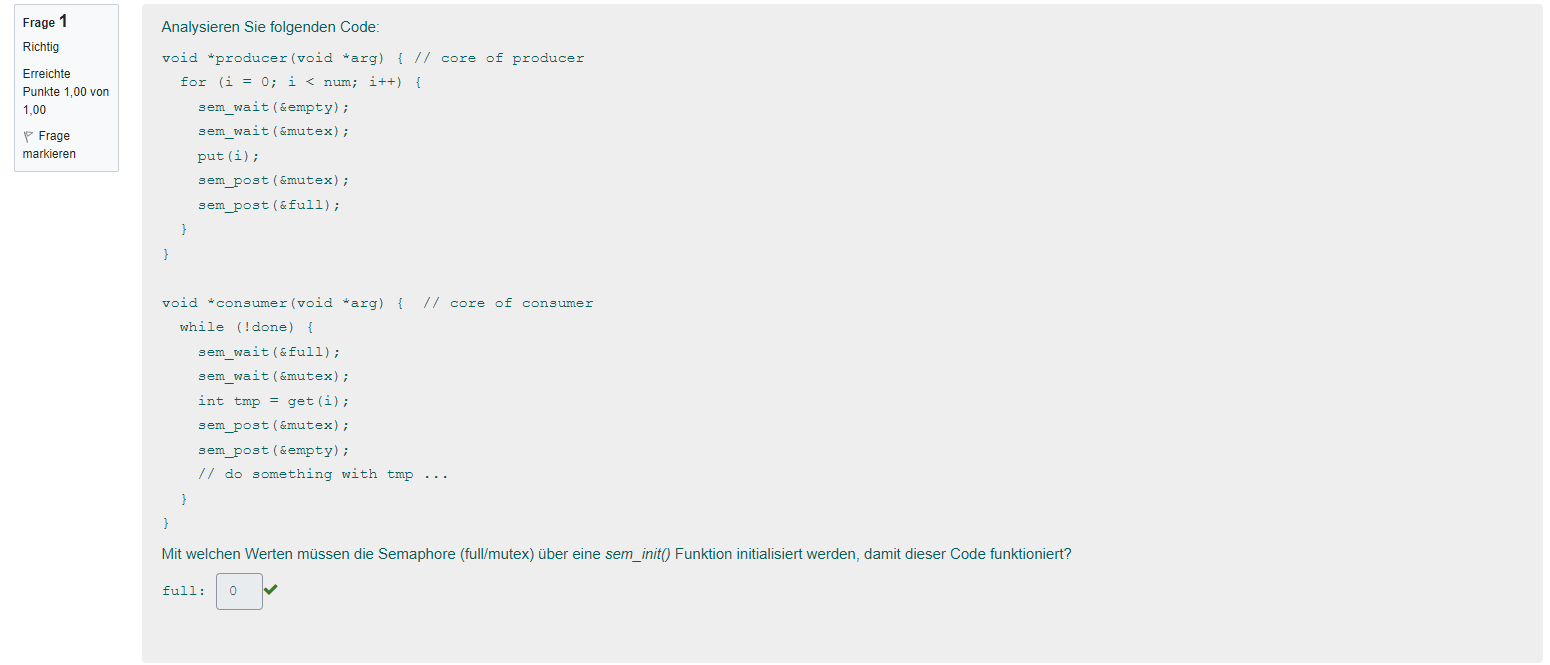 Frage 1
Richtig
Erreichte
Punkte 1,00 von
1,00
Frage
markieren
Analysieren Sie folgenden Code:
void *producer(void *arg) { // core of producer
  for (i = 0; i < num; i++) {
    sem_wait(&empty);
    sem_wait(&mutex);
    put(i);
    sem_post(&mutex);
    sem_post(&full);
  }
}
void *consumer(void *arg) {  // core of consumer
  while (!done) {
    sem_wait(&full);
    sem_wait(&mutex);
    int tmp = get(i);
    sem_post(&mutex);
    sem_post(&empty);
    // do something with tmp ...
  }
}
Mit welchen Werten müssen die Semaphore (full/mutex) über eine sem_init() Funktion initialisiert werden, damit dieser Code funktioniert?
full: 0